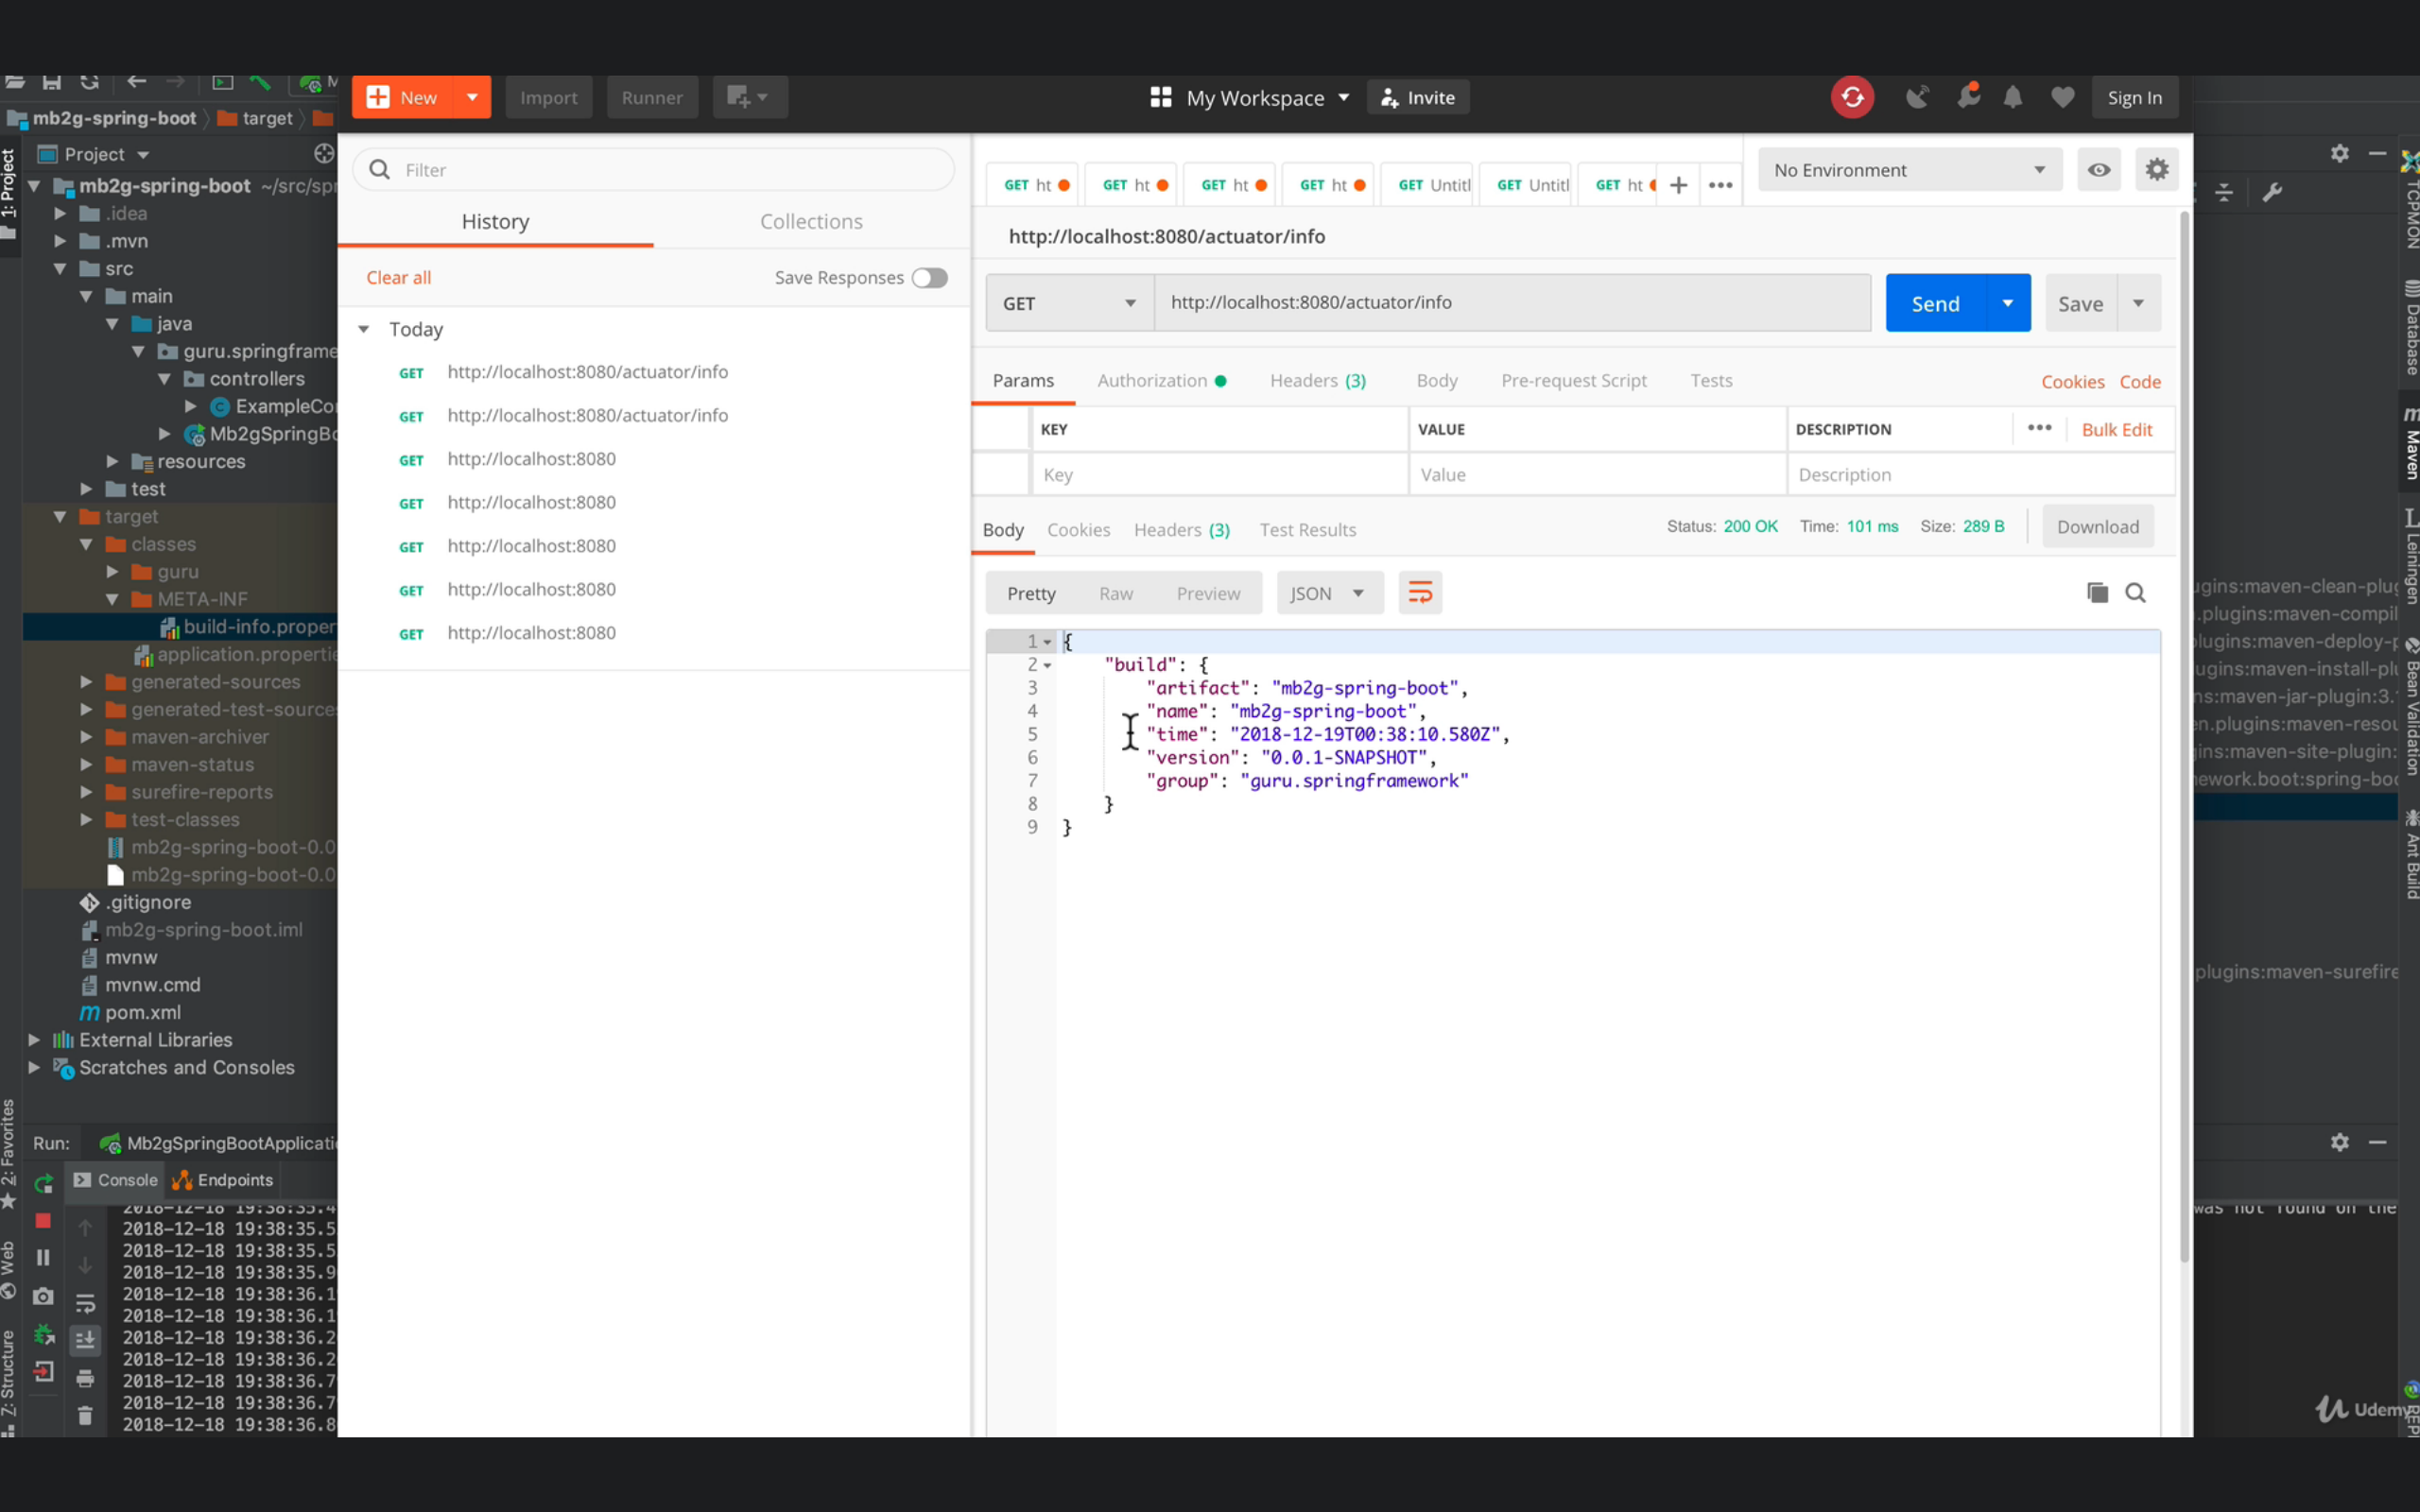 New
Import
Runner
My Workspace
Invite
Sign In
mb2g-spring-boot
target
Project
mb2g-spring-boot ~/src/spr
.idea
.mvn
src
main
java
guru.springframe
controllers
ExampleCo
Mb2gSpringBo
resources
test
target
classes
guru
META-INF
build-info.proper
application.propertie
generated-sources
generated-test-source
maven-archiver
maven-status
surefire-reports
test-classes
mb2g-spring-boot-0.0
mb2g-spring-boot-0.0
.gitignore
mb2g-spring-boot.iml
mvnw
mvnw.cmd
pom.xml
External Libraries
Scratches and Consoles
1: Project
2: Favorites
Web
Z: Structure
Filter
History
Collections
Clear all
Save Responses
Today
GET http://localhost:8080/actuator/info
GET http://localhost:8080/actuator/info
GET http://localhost:8080
GET http://localhost:8080
GET http://localhost:8080
GET http://localhost:8080
GET http://localhost:8080
GET ht
GET ht
GET ht
GET ht
GET Untitl
GET Untitl
GET ht
No Environment
http://localhost:8080/actuator/info
GET
http://localhost:8080/actuator/info
Send
Save
Params
Authorization
Headers (3)
Body
Pre-request Script
Tests
Cookies
Code
KEY
VALUE
DESCRIPTION
Bulk Edit
Key
Value
Description
Body
Cookies
Headers (3)
Test Results
Status: 200 OK
Time: 101 ms
Size: 289 B
Download
Pretty
Raw
Preview
JSON
1 {
2 "build": {
3 "artifact": "mb2g-spring-boot",
4 "name": "mb2g-spring-boot",
5 "time": "2018-12-19T00:38:10.580Z",
6 "version": "0.0.1-SNAPSHOT",
7 "group": "guru.springframework"
8 }
9 }
TCPMON
Database
Maven
Leiningen
Bean Validation
Ant Build
ugins:maven-clean-plug
.plugins:maven-compil
lugins:maven-deploy-p
ugins:maven-install-plu
ns:maven-jar-plugin:3.
en.plugins:maven-resou
ins:maven-site-plugin:
ework.boot:spring-boo
plugins:maven-surefire
Run:
Mb2gSpringBootApplicati
Console
Endpoints
2018-12-18 19:38:35.4
2018-12-18 19:38:35.5
2018-12-18 19:38:35.5
2018-12-18 19:38:35.9
2018-12-18 19:38:36.1
2018-12-18 19:38:36.1
2018-12-18 19:38:36.2
2018-12-18 19:38:36.2
2018-12-18 19:38:36.7
2018-12-18 19:38:36.7
2018-12-18 19:38:36.8
was not found on the
Udemy